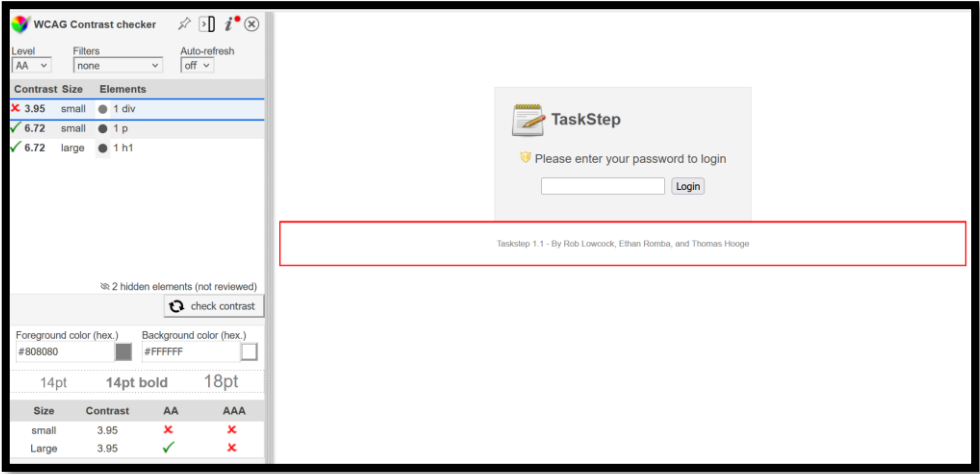 WCAG Contrast checker
Level Filters Auto-refresh
AA none off
Contrast Size Elements
3.95 small 1 div
6.72 small 1 p
6.72 large 1 h1
2 hidden elements (not reviewed)
check contrast
Foreground color (hex.) Background color (hex.)
#808080 #FFFFFF
14pt 14pt bold 18pt
Size Contrast AA AAA
small 3.95
Large 3.95
TaskStep
Please enter your password to login
Login
Taskstep 1.1 - By Rob Lowcock, Ethan Romba, and Thomas Hooge